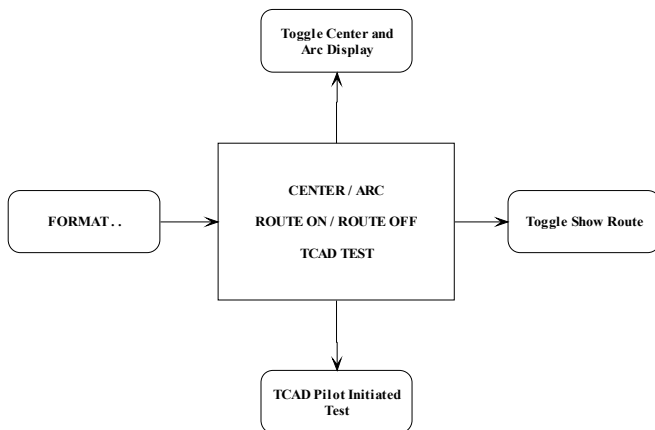 Toggle Center and
Arc Display
CENTER / ARC
FORMAT . .
ROUTE ON / ROUTE OFF
Toggle Show Route
TCAD TEST
TCAD Pilot Initiated
Test